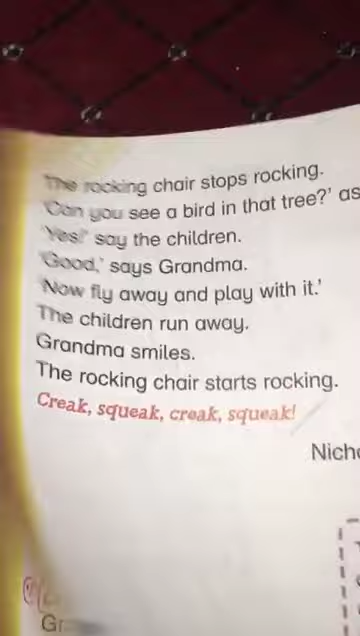 The rocking chair stops rocking.
'Can you see a bird in that tree?' as
'Yes!' say the children.
'Good,' says Grandma.
'Now fly away and play with it.'
The children run away.
Grandma smiles.
The rocking chair starts rocking.
Creak, squeak, creak, squeak!
Nicho
Gr